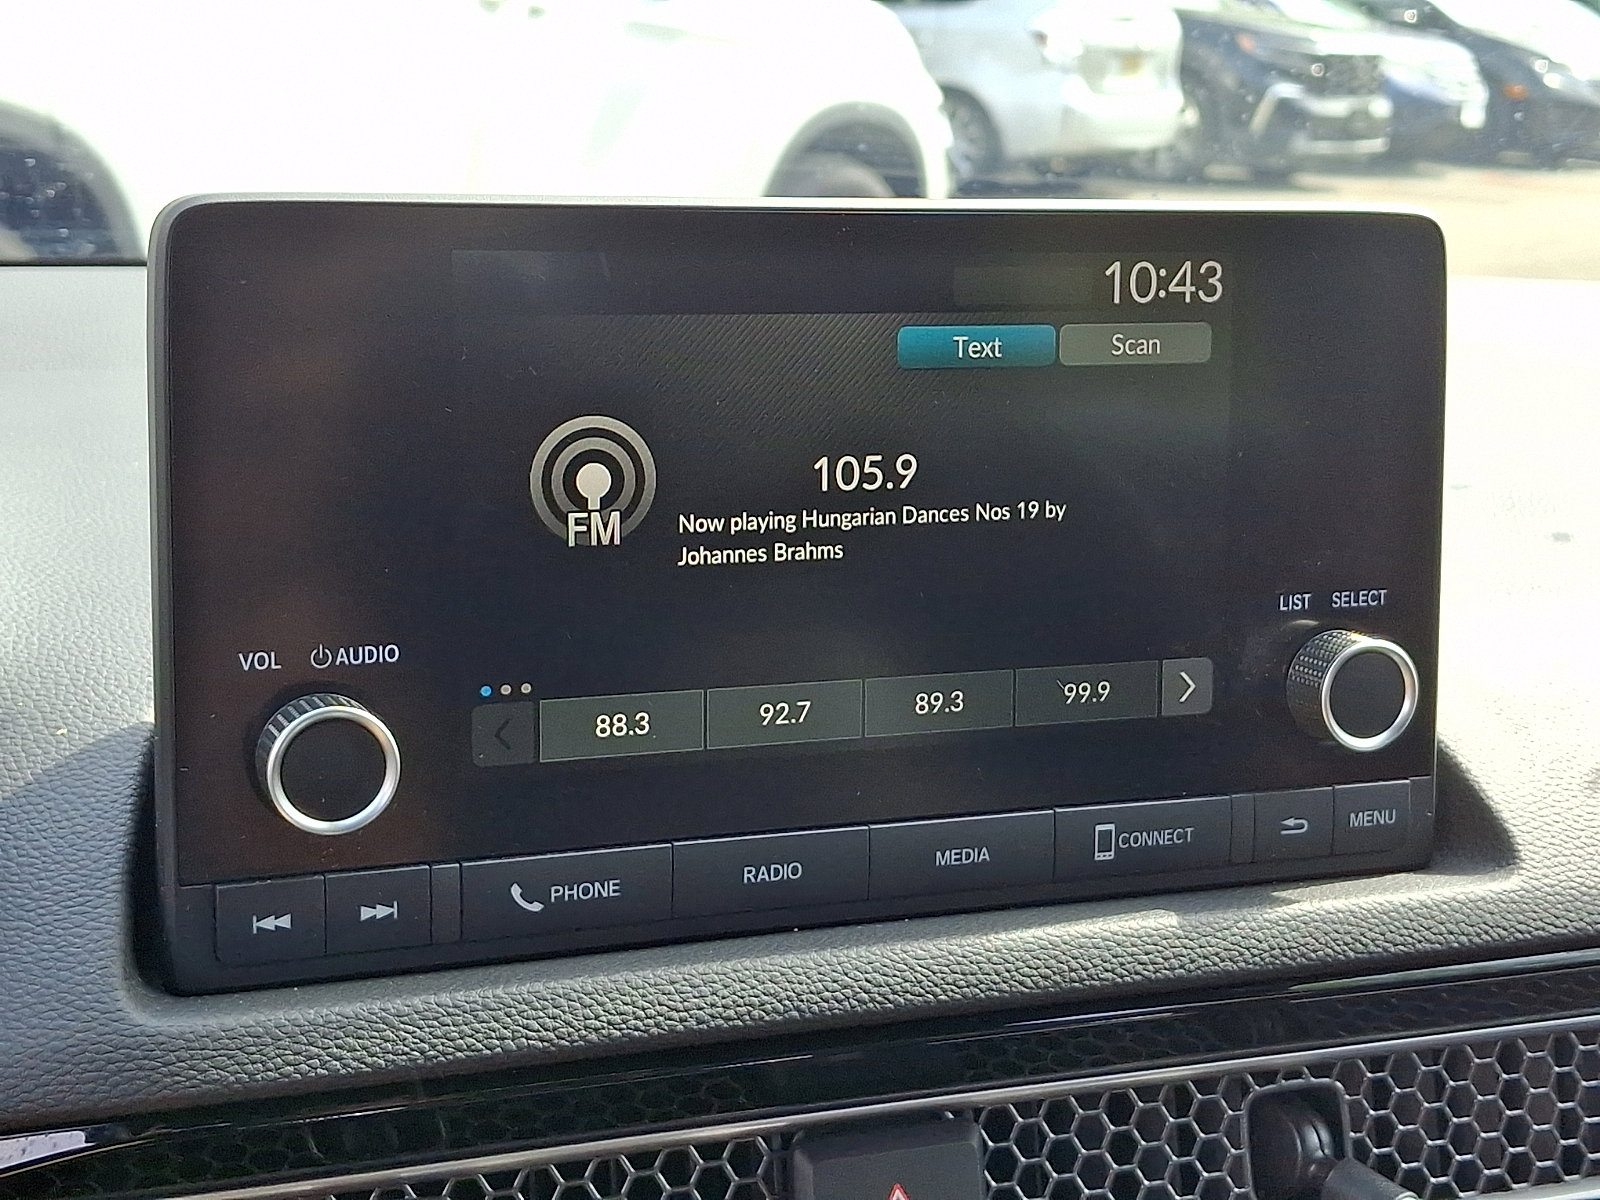 10:43
Text Scan
105.9
FM
Now playing Hungarian Dances Nos 19 by
Johannes Brahms
LIST SELECT
VOL AUDIO
88.3 92.7 89.3 99.9
PHONE RADIO MEDIA CONNECT MENU